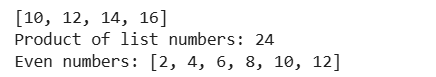 [10, 12, 14, 16]
Product of list numbers: 24
Even numbers: [2, 4, 6, 8, 10, 12]